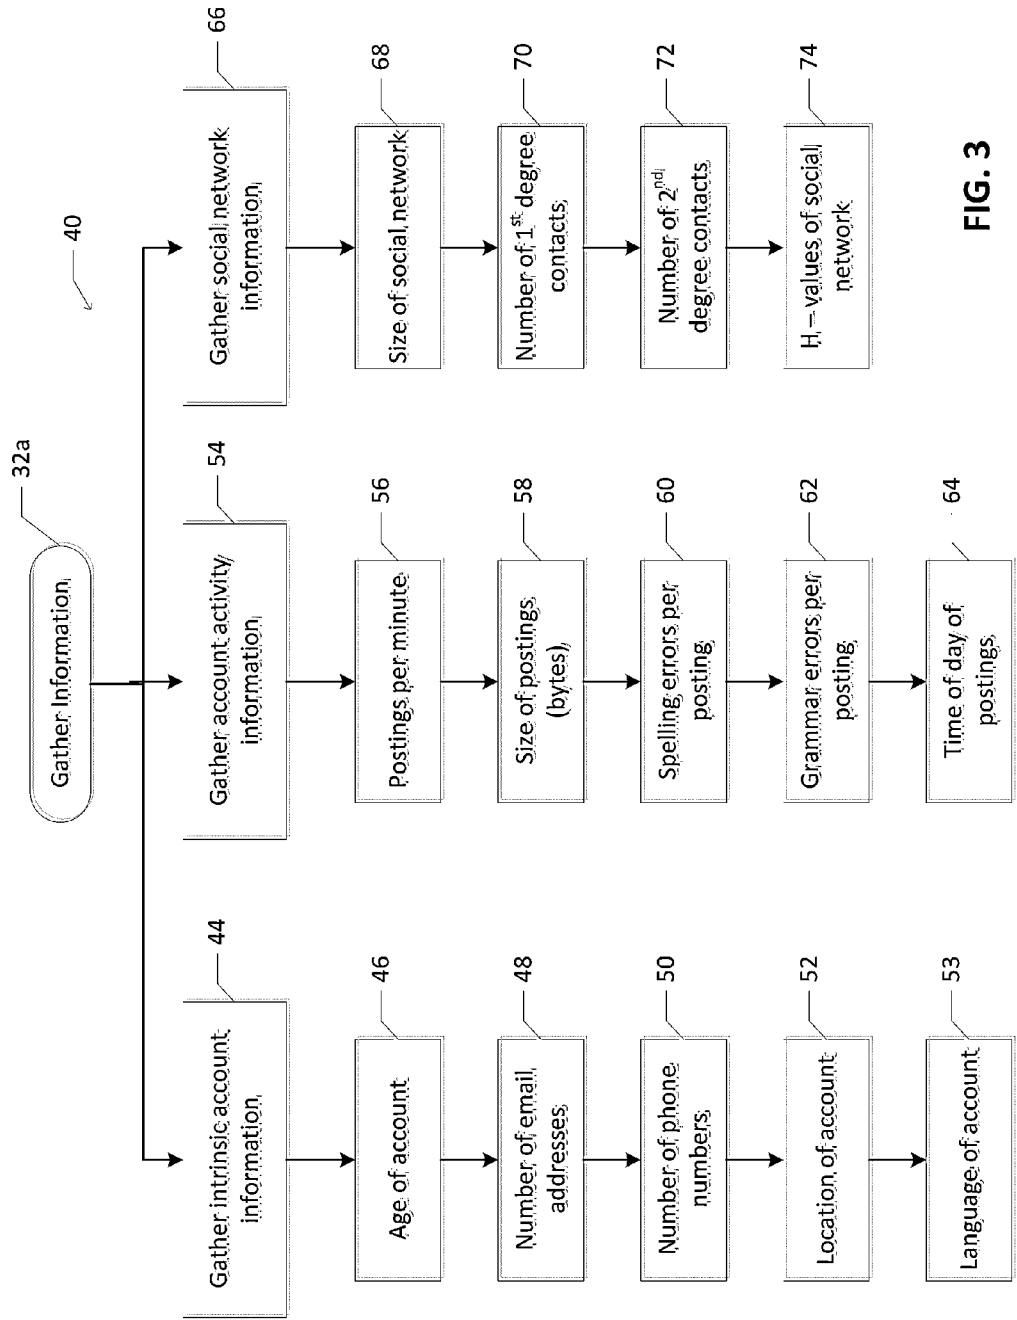 32a
Gather Information
40
44
Gather intrinsic account
information
46
Age of account
48
Number of email
addresses
50
Number of phone
numbers
52
Location of account
53
Language of account
54
Gather account activity
information
56
Postings per minute
58
Size of postings
(bytes)
60
Spelling errors per
posting
62
Grammar errors per
posting
64
Time of day of
postings
66
Gather social network
information
68
Size of social network
70
Number of 1st degree
contacts
72
Number of 2nd
degree contacts
74
H – values of social
network
FIG. 3